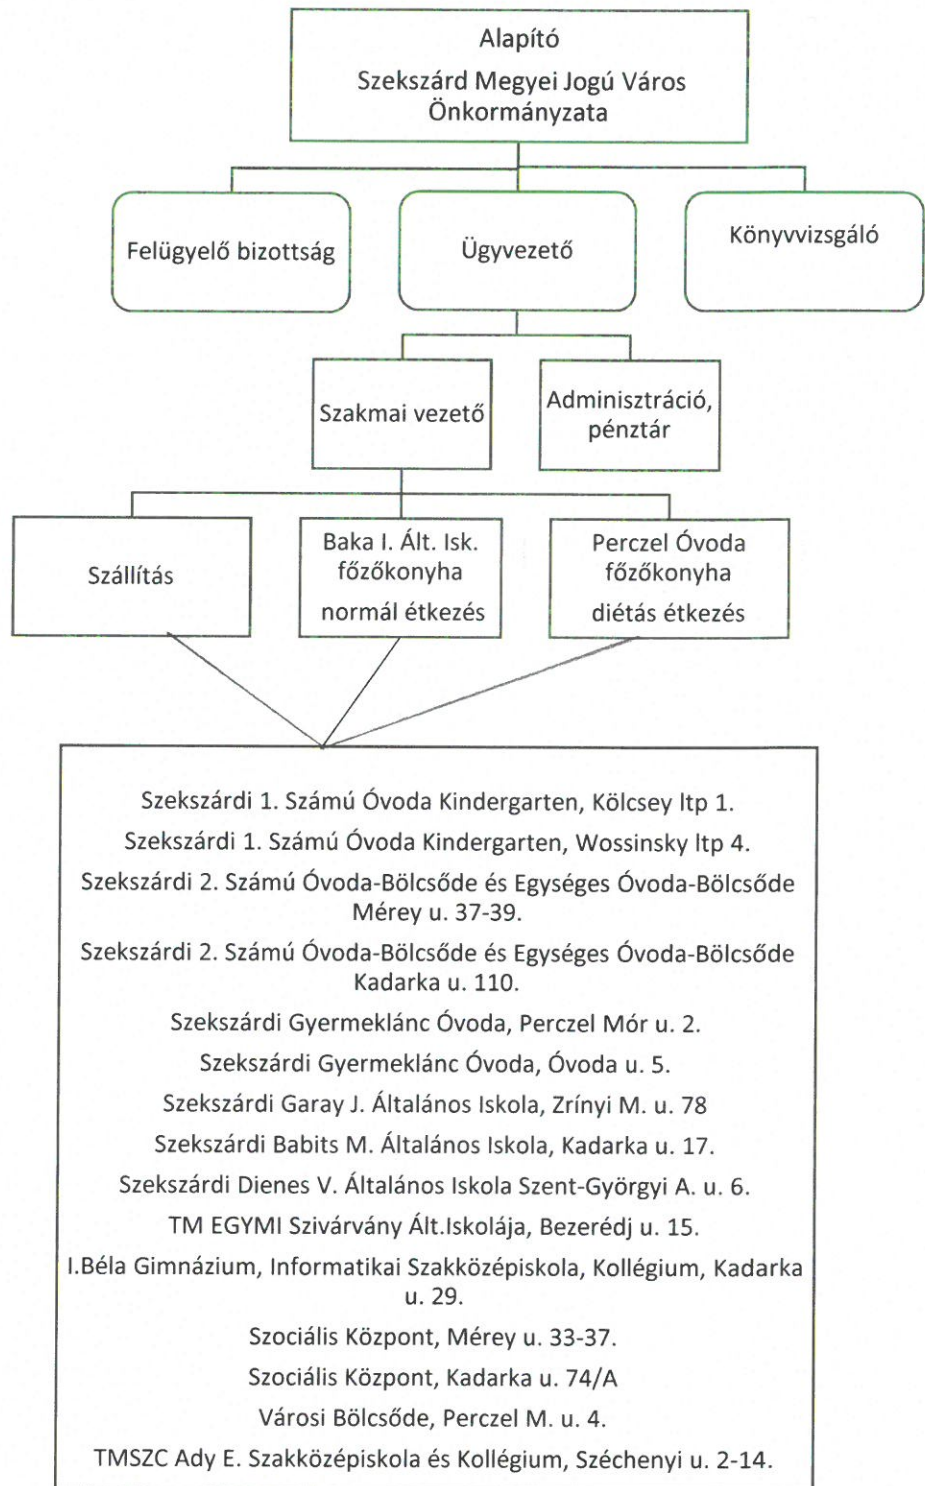 Alapító
Szekszárd Megyei Jogú Város
Önkormányzata
Felügyelő bizottság
Ügyvezető
Könyvvizsgáló
Szakmai vezető
Adminisztráció,
pénztár
Szállítás
Baka I. Ált. Isk.
főzőkonyha
normál étkezés
Perczel Óvoda
főzőkonyha
diétás étkezés
Szekszárdi 1. Számú Óvoda Kindergarten, Kölcsey ltp 1.
Szekszárdi 1. Számú Óvoda Kindergarten, Wossinsky ltp 4.
Szekszárdi 2. Számú Óvoda-Bölcsőde és Egységes Óvoda-Bölcsőde
Mérey u. 37-39.
Szekszárdi 2. Számú Óvoda-Bölcsőde és Egységes Óvoda-Bölcsőde
Kadarka u. 110.
Szekszárdi Gyermeklánc Óvoda, Perczel Mór u. 2.
Szekszárdi Gyermeklánc Óvoda, Óvoda u. 5.
Szekszárdi Garay J. Általános Iskola, Zrínyi M. u. 78
Szekszárdi Babits M. Általános Iskola, Kadarka u. 17.
Szekszárdi Dienes V. Általános Iskola Szent-Györgyi A. u. 6.
TM EGYMI Szivárvány Ált.Iskolája, Bezerédj u. 15.
I.Béla Gimnázium, Informatikai Szakközépiskola, Kollégium, Kadarka
u. 29.
Szociális Központ, Mérey u. 33-37.
Szociális Központ, Kadarka u. 74/A
Városi Bölcsőde, Perczel M. u. 4.
TMSZC Ady E. Szakközépiskola és Kollégium, Széchenyi u. 2-14.